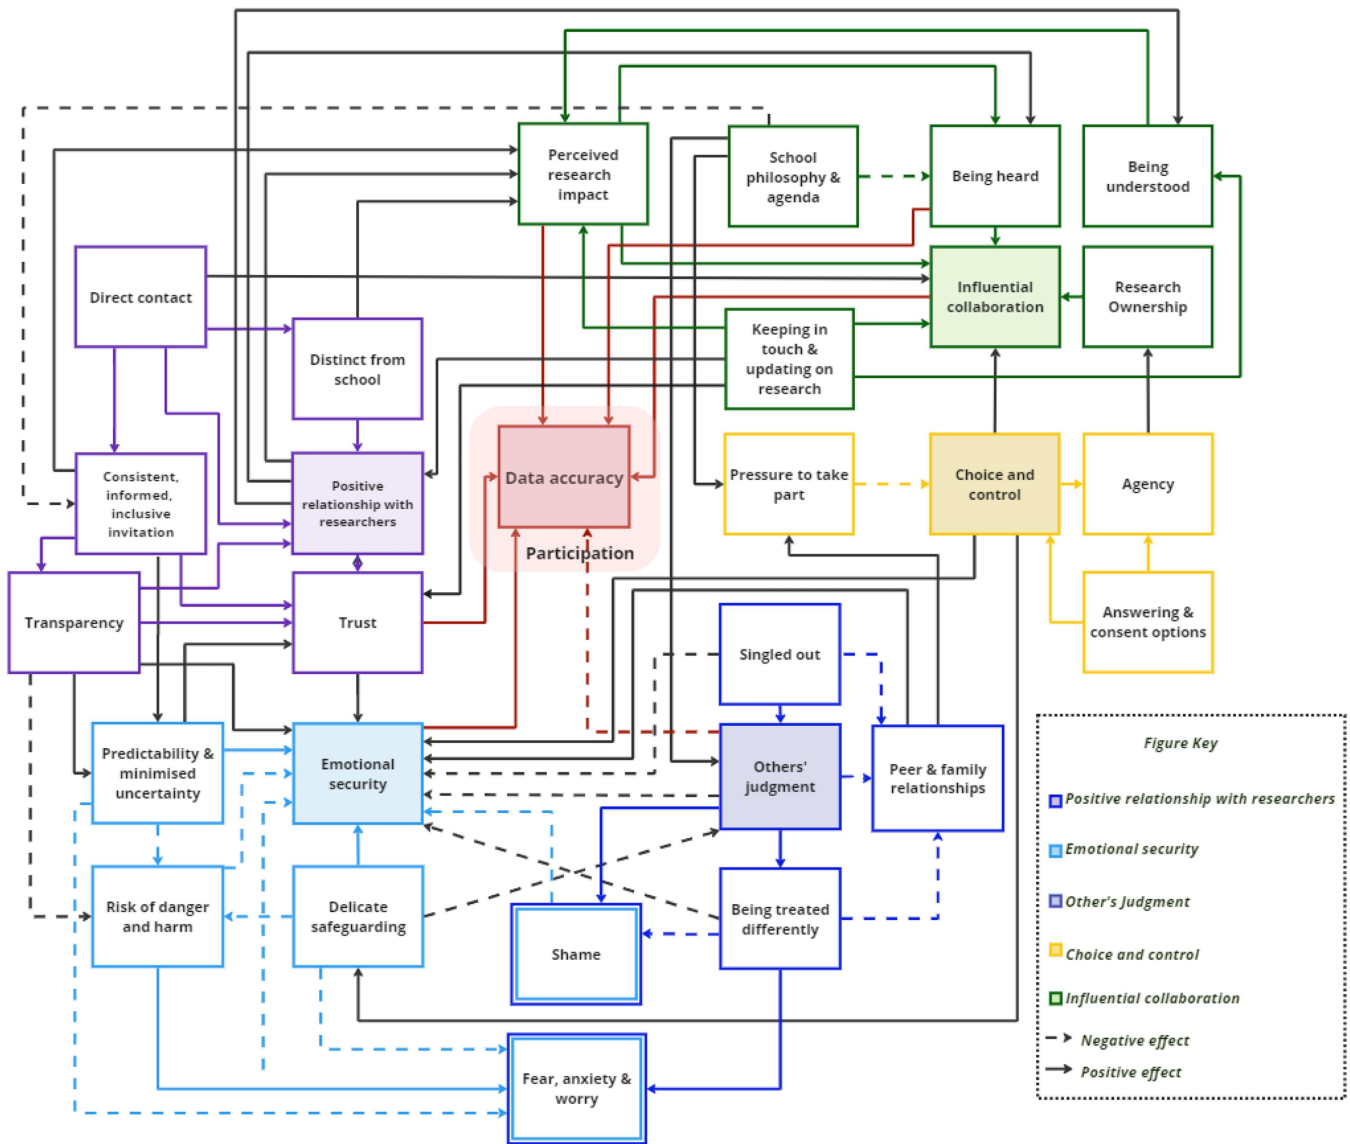 Perceived
research
impact
School
philosophy &
agenda
Being heard
Being
understood
Direct contact
Distinct from
school
Influential
collaboration
Research
Ownership
Keeping in
touch &
updating on
research
Consistent,
informed,
inclusive
invitation
Positive
relationship with
researchers
Data accuracy
Participation
Pressure to take
part
Choice and
control
Agency
Transparency
Trust
Singled out
Answering &
consent options
Predictability &
minimised
uncertainty
Emotional
security
Others'
judgment
Peer & family
relationships
Risk of danger
and harm
Delicate
safeguarding
Shame
Being treated
differently
Fear, anxiety &
worry
Figure Key
Positive relationship with researchers
Emotional security
Other's Judgment
Choice and control
Influential collaboration
Negative effect
Positive effect